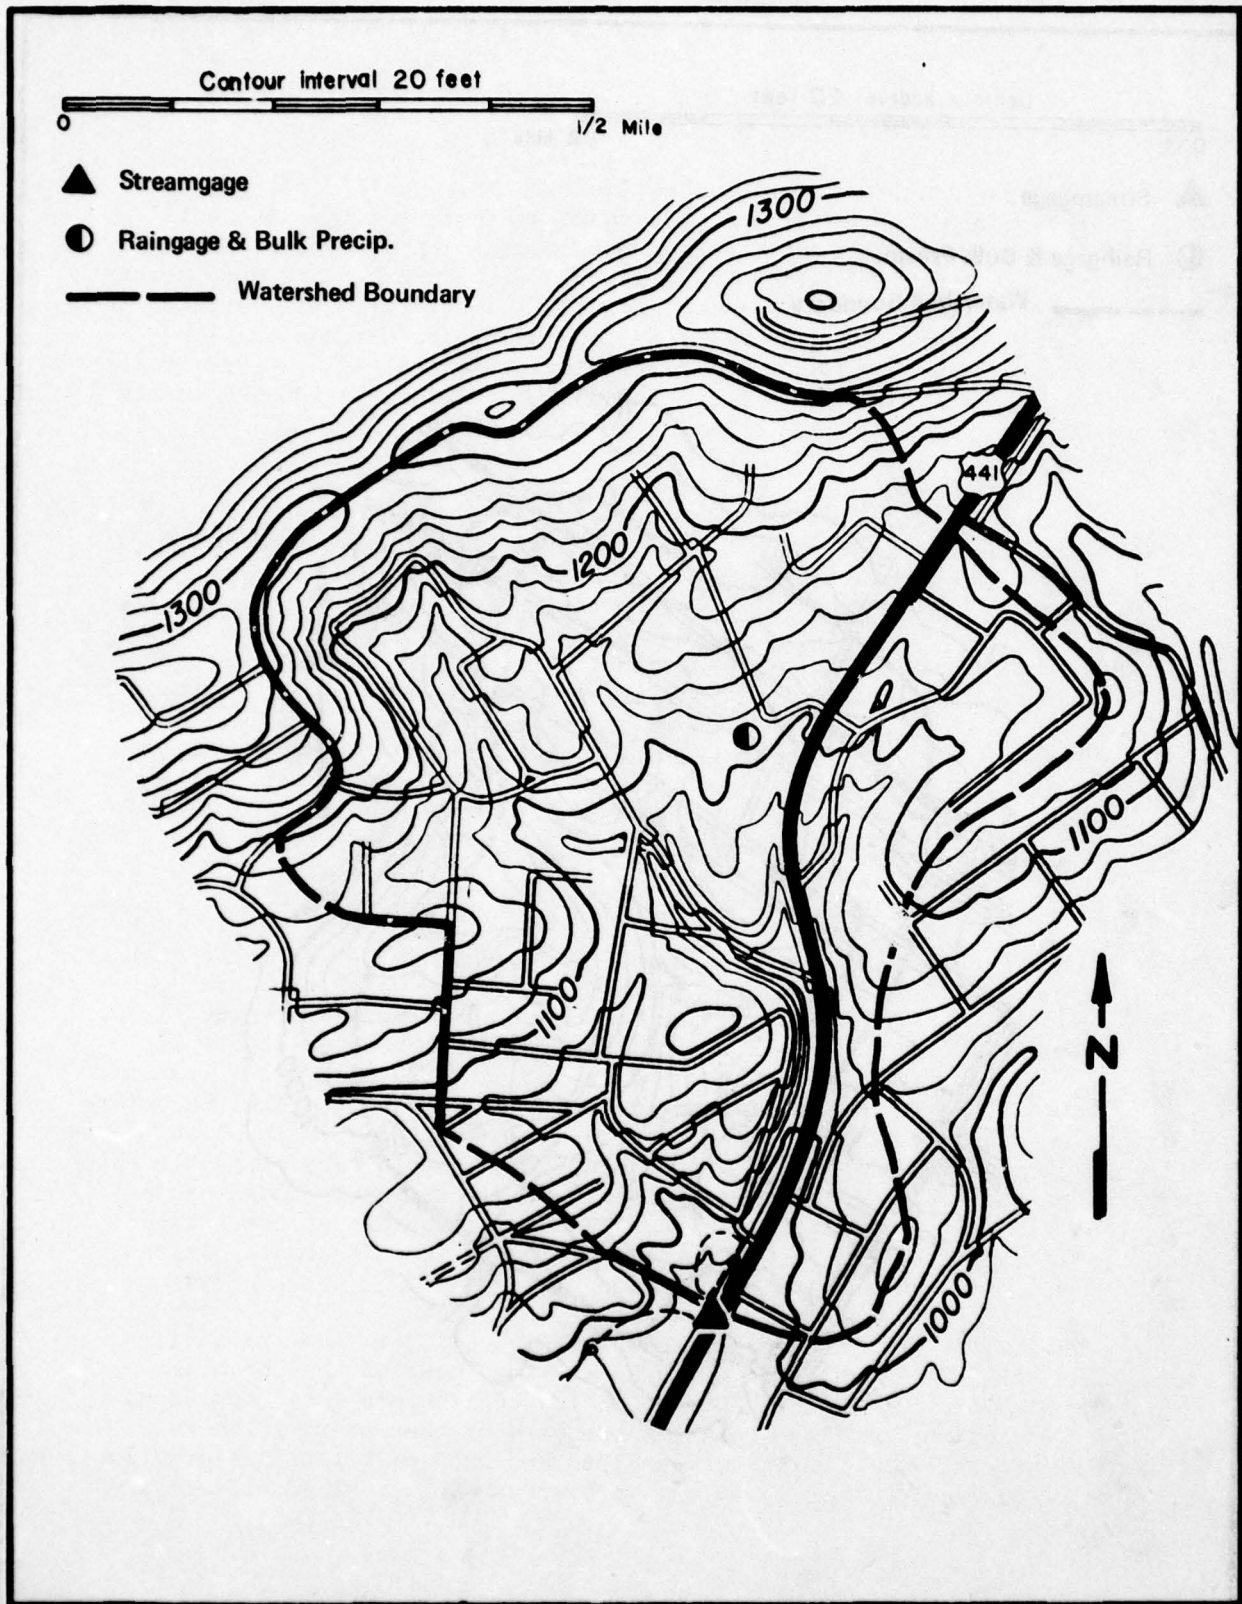 Contour interval 20 feet
0 1/2 Mile
Streamgage
Raingage & Bulk Precip.
Watershed Boundary
1300
441
1200
1300
1100
1100
N
1000